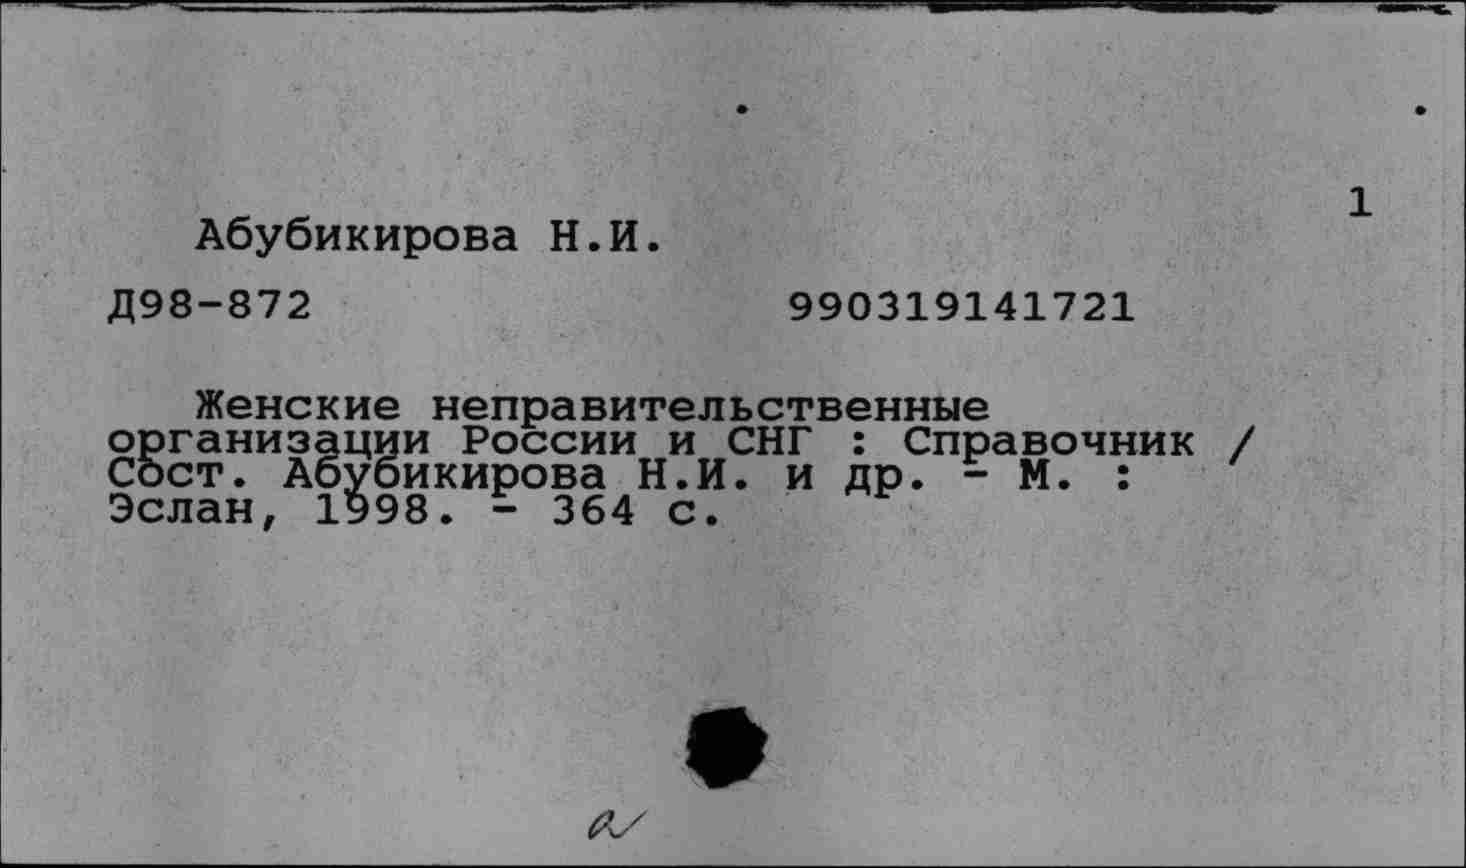 1
Абубикирова Н.И.
Д98-872 990319141721
Женские неправительственные
организации России и СНГ : Справочник /
Сост. Абубикирова Н.И. и др. - М. :
Эслан, 1998. - 364 с.
а